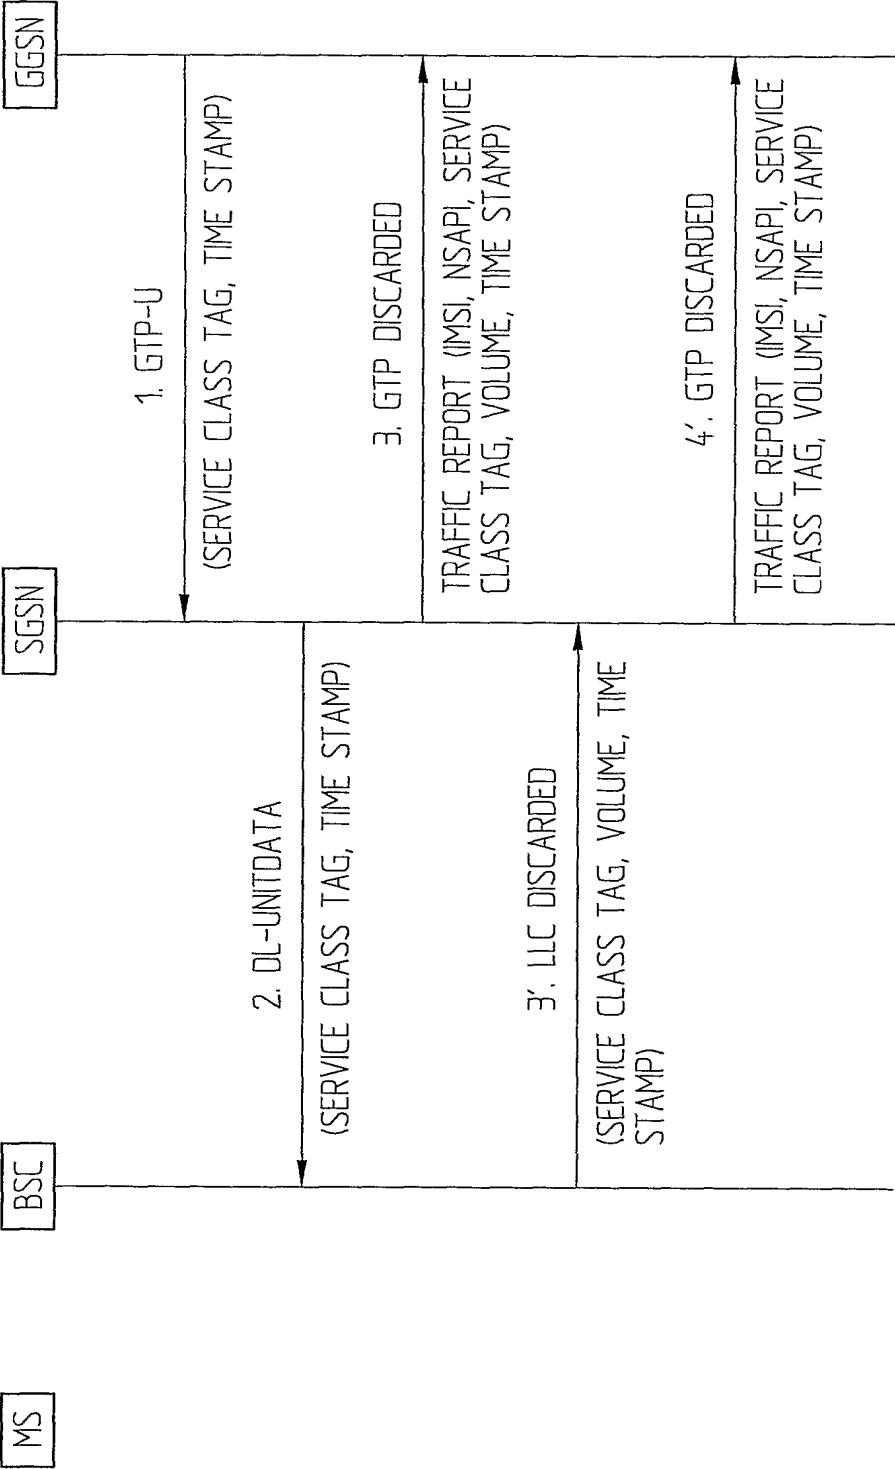 MS
BSC
SGSN
GGSN
1. GTP-U
(SERVICE CLASS TAG, TIME STAMP)
2. DL-UNITDATA
(SERVICE CLASS TAG, TIME STAMP)
3. GTP DISCARDED
TRAFFIC REPORT (IMSI, NSAPI, SERVICE
CLASS TAG, VOLUME, TIME STAMP)
3'. LLC DISCARDED
(SERVICE CLASS TAG, VOLUME, TIME
STAMP)
4'. GTP DISCARDED
TRAFFIC REPORT (IMSI, NSAPI, SERVICE
CLASS TAG, VOLUME, TIME STAMP)